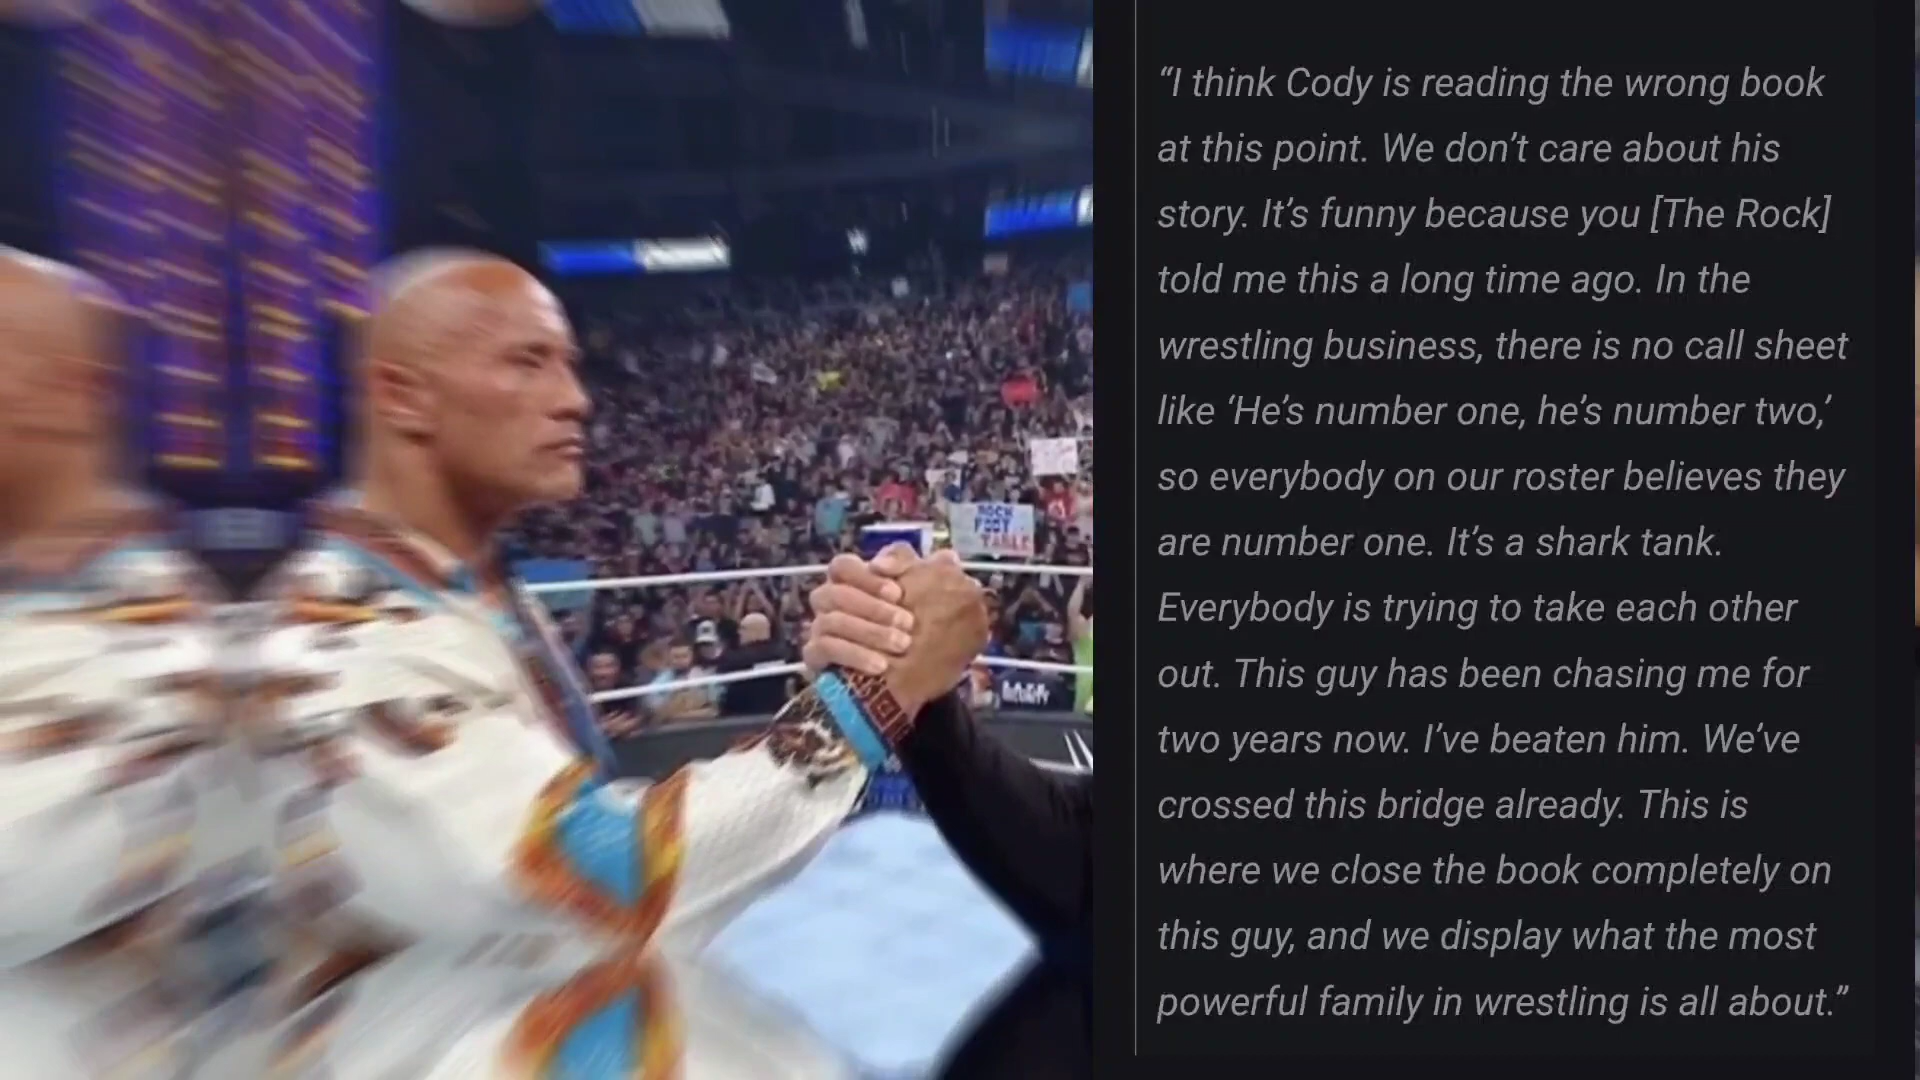 “I think Cody is reading the wrong book
at this point. We don’t care about his
story. It’s funny because you [The Rock]
told me this a long time ago. In the
wrestling business, there is no call sheet
like ‘He’s number one, he’s number two,’
so everybody on our roster believes they
are number one. It’s a shark tank.
Everybody is trying to take each other
out. This guy has been chasing me for
two years now. I’ve beaten him. We’ve
crossed this bridge already. This is
where we close the book completely on
this guy, and we display what the most
powerful family in wrestling is all about.”
ROCK
FOOT
TABLE